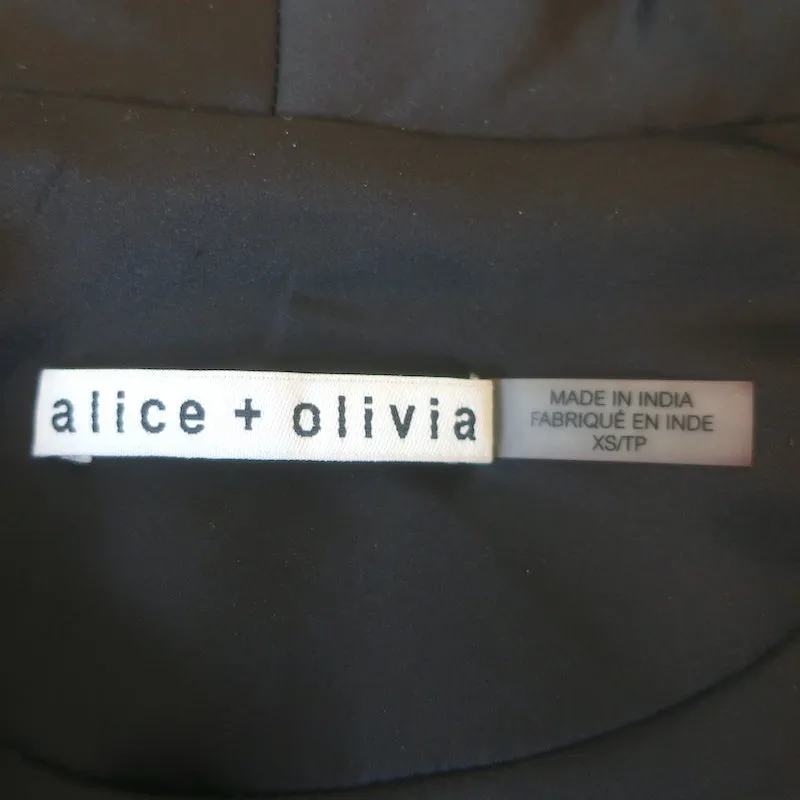 alice + olivia
MADE IN INDIA
FABRIQUÉ EN INDE
XS/TP